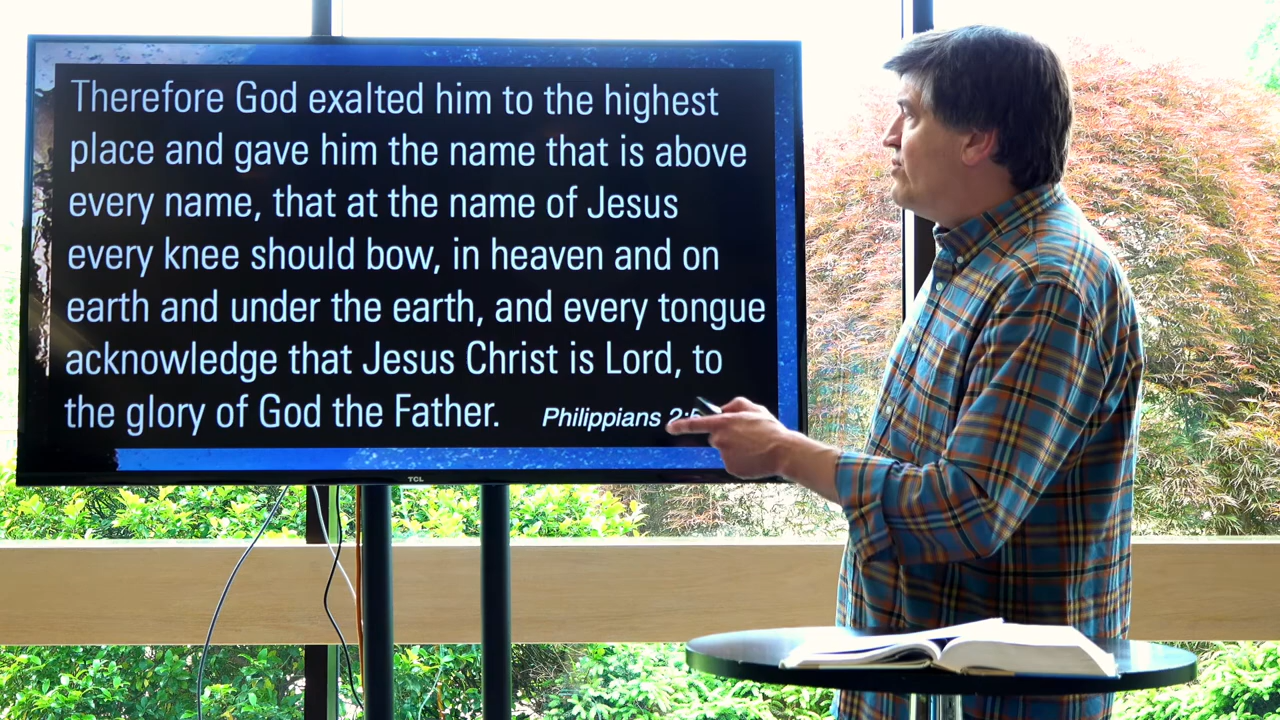 Therefore God exalted him to the highest
place and gave him the name that is above
every name, that at the name of Jesus
every knee should bow, in heaven and on
earth and under the earth, and every tongue
acknowledge that Jesus Christ is Lord, to
the glory of God the Father.
Philippians
TCL